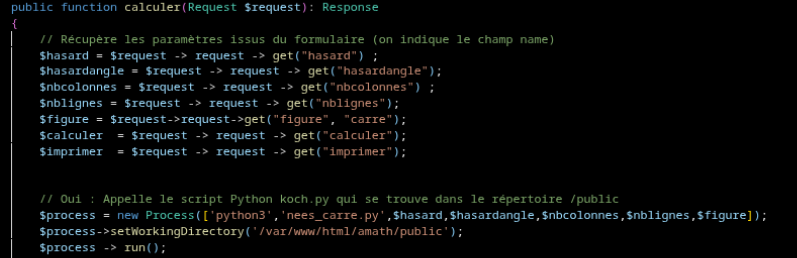 public function calculer(Request $request): Response
{
// Récupère les paramètres issus du formulaire (on indique le champ name)
$hasard = $request -> request -> get("hasard") ;
$hasardangle = $request -> request -> get("hasardangle");
$nbcolonnes = $request -> request -> get("nbcolonnes") ;
$nblignes = $request -> request -> get("nblignes");
$figure = $request->request->get("figure", "carre");
$calculer  = $request -> request -> get("calculer");
$imprimer  = $request -> request -> get("imprimer");
// Oui : Appelle le script Python koch.py qui se trouve dans le répertoire /public
$process = new Process(['python3','nees_carre.py',$hasard,$hasardangle,$nbcolonnes,$nblignes,$figure]);
$process->setWorkingDirectory('/var/www/html/amath/public');
$process -> run();